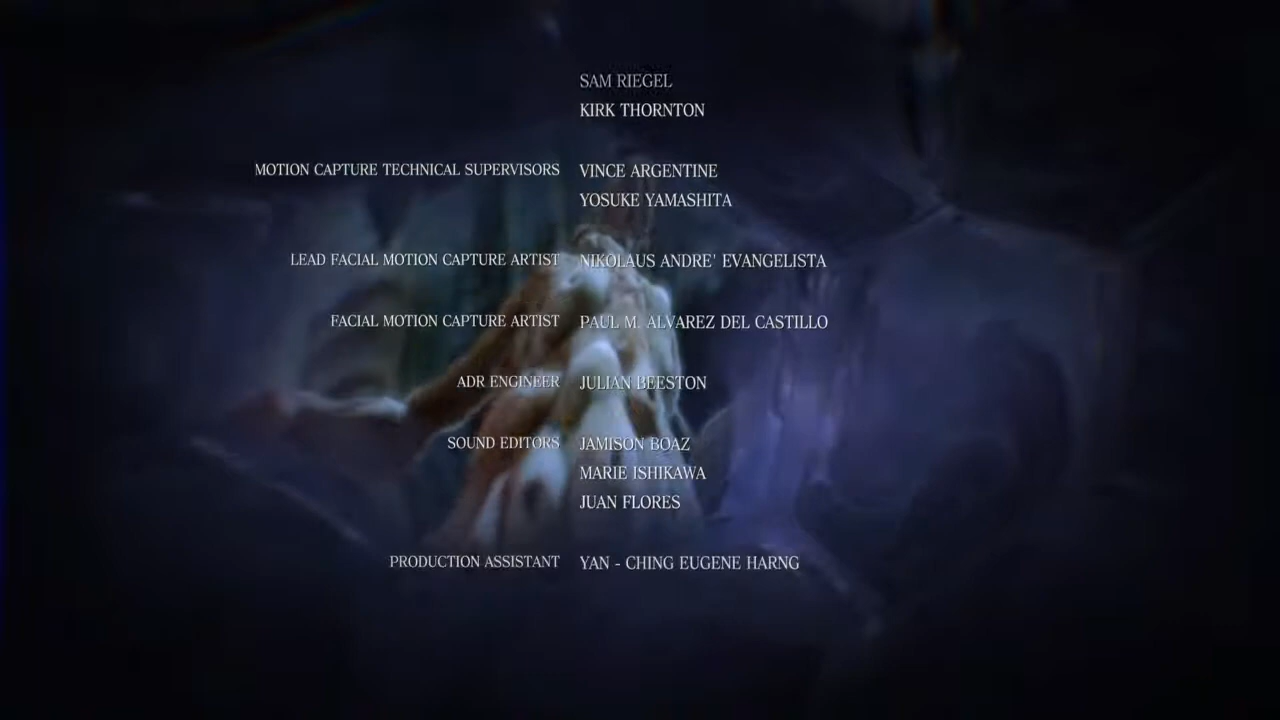 SAM RIEGEL
KIRK THORNTON
MOTION CAPTURE TECHNICAL SUPERVISORS VINCE ARGENTINE
YOSUKE YAMASHITA
LEAD FACIAL MOTION CAPTURE ARTIST NIKOLAUS ANDRE' EVANGELISTA
FACIAL MOTION CAPTURE ARTIST PAUL M. ALVAREZ DEL CASTILLO
ADR ENGINEER JULIAN BEESTON
SOUND EDITORS JAMISON BOAZ
MARIE ISHIKAWA
JUAN FLORES
PRODUCTION ASSISTANT YAN - CHING EUGENE HARNG